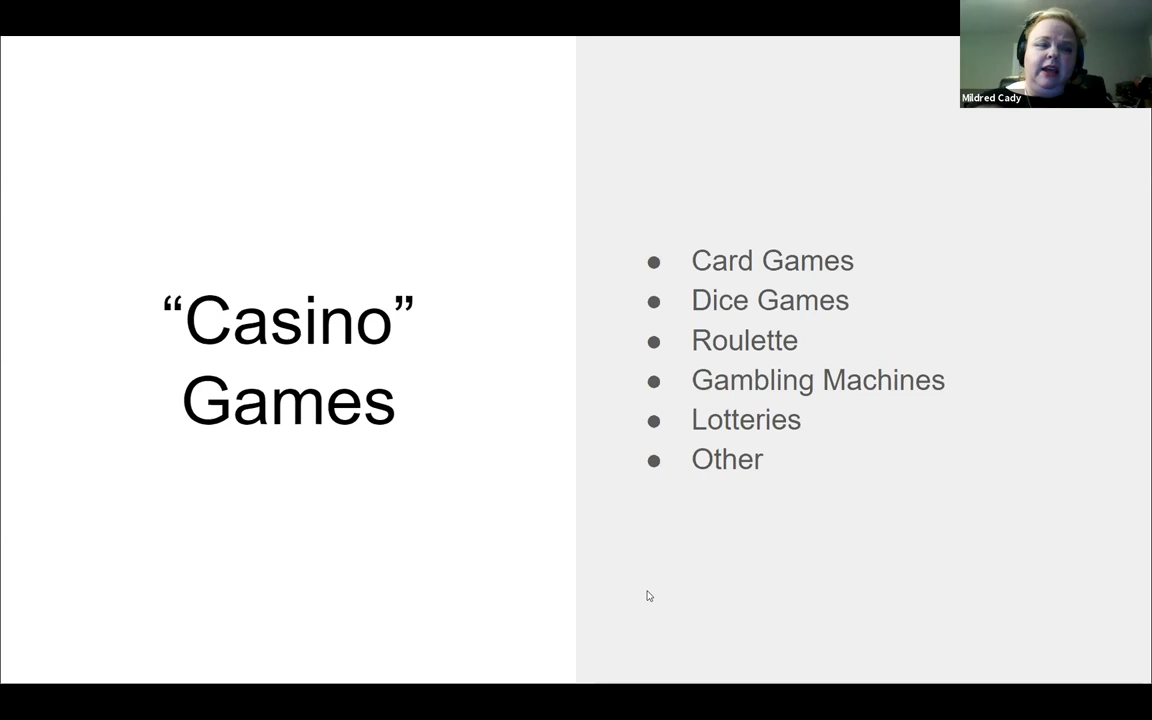 Mildred Cady
“Casino”
Games
● Card Games
● Dice Games
● Roulette
● Gambling Machines
● Lotteries
● Other